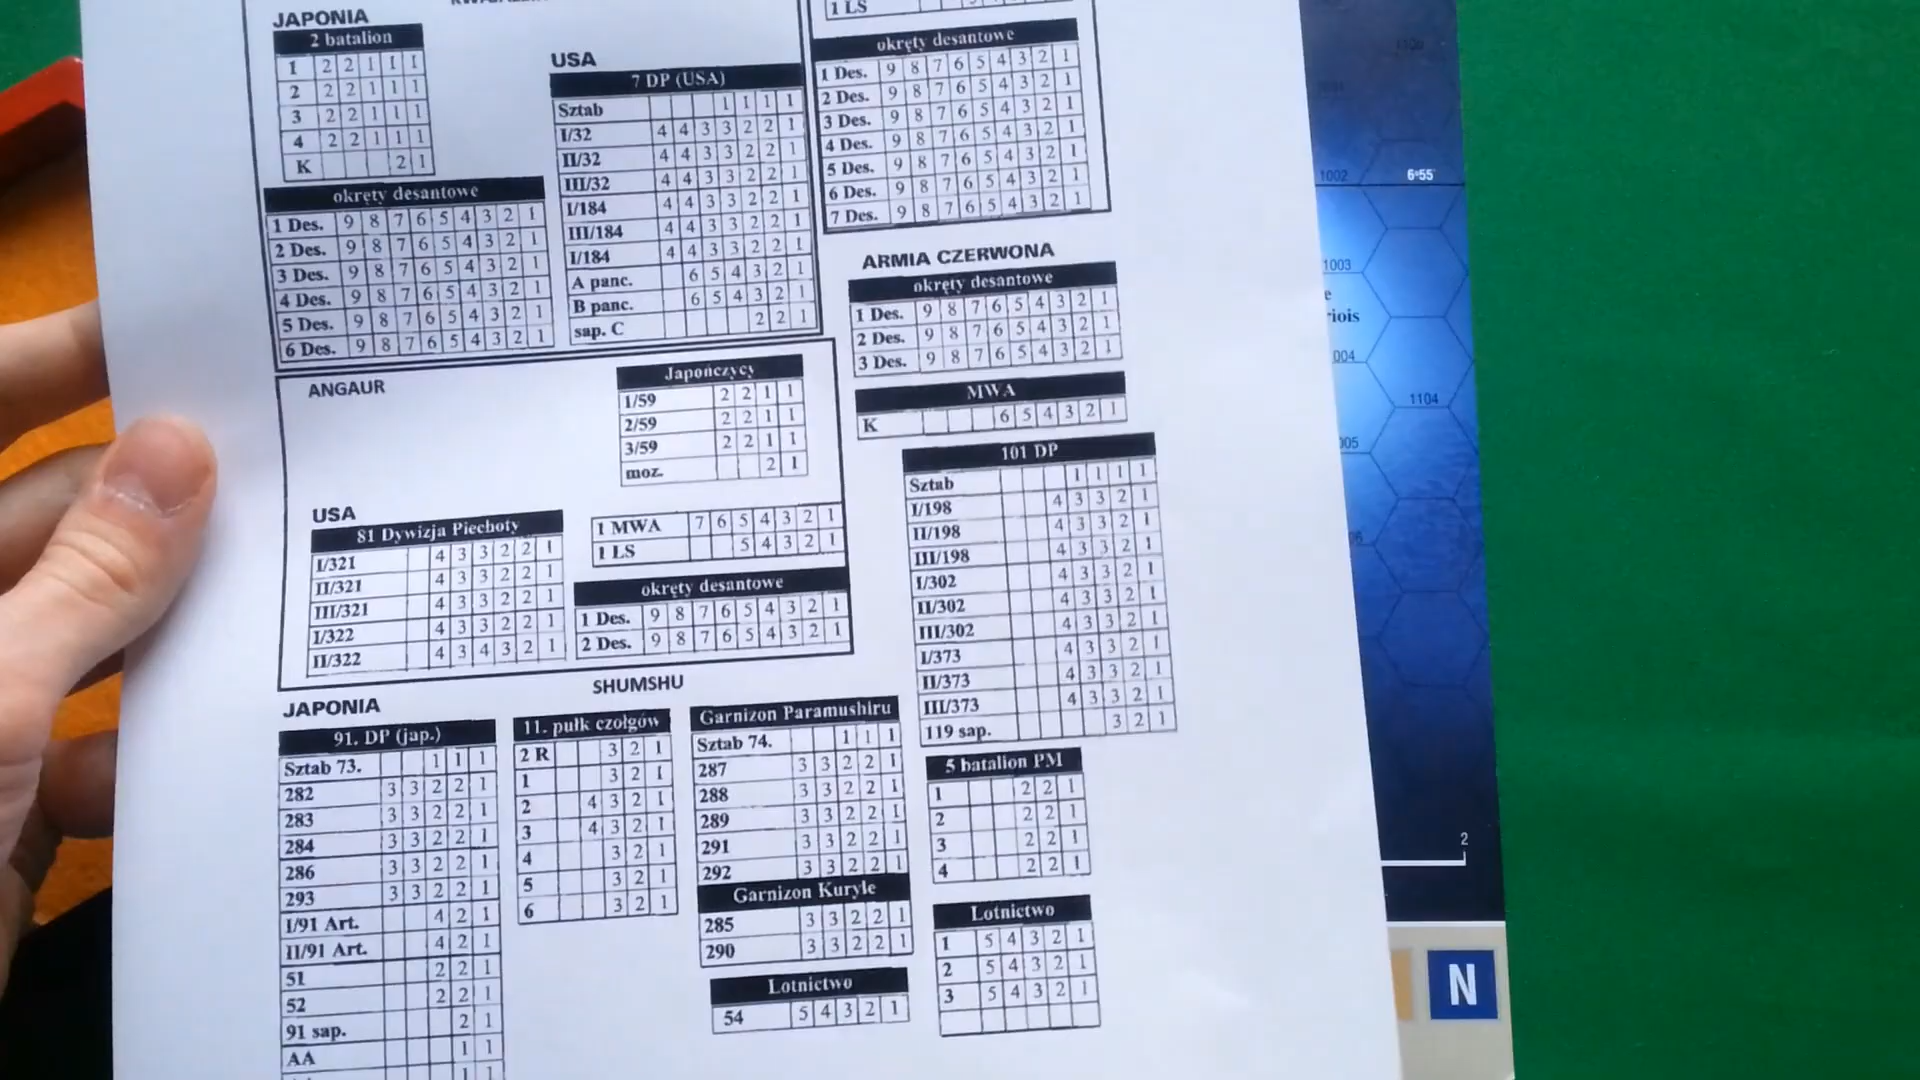 JAPONIA
2 batalion
1 2 2 1 1 1
2 2 2 1 1 1
3 2 2 1 1 1
4 2 2 1 1 1
K 2 1
okręty desantowe
1 Des. 9 8 7 6 5 4 3 2 1
2 Des. 9 8 7 6 5 4 3 2 1
3 Des. 9 8 7 6 5 4 3 2 1
4 Des. 9 8 7 6 5 4 3 2 1
5 Des. 9 8 7 6 5 4 3 2 1
6 Des. 9 8 7 6 5 4 3 2 1
USA
7 DP (USA)
Sztab 1 1 1 1
I/32 4 4 3 3 2 2 1
II/32 4 4 3 3 2 2 1
III/32 4 4 3 3 2 2 1
I/184 4 4 3 3 2 2 1
III/184 4 4 3 3 2 2 1
I/184 4 4 3 3 2 2 1
A panc. 6 5 4 3 2 1
B panc. 6 5 4 3 2 1
sap. C 2 2 1
1 LS
okręty desantowe
1 Des. 9 8 7 6 5 4 3 2 1
2 Des. 9 8 7 6 5 4 3 2 1
3 Des. 9 8 7 6 5 4 3 2 1
4 Des. 9 8 7 6 5 4 3 2 1
5 Des. 9 8 7 6 5 4 3 2 1
6 Des. 9 8 7 6 5 4 3 2 1
7 Des. 9 8 7 6 5 4 3 2 1
ANGAUR
Japończycy
1/59 2 2 1 1
2/59 2 2 1 1
3/59 2 2 1 1
moz. 2 1
USA
81 Dywizja Piechoty
I/321 4 3 3 2 2 1
II/321 4 3 3 2 2 1
III/321 4 3 3 2 2 1
I/322 4 3 3 2 2 1
II/322 4 3 4 3 2 1
1 MWA 7 6 5 4 3 2 1
1 LS 5 4 3 2 1
okręty desantowe
1 Des. 9 8 7 6 5 4 3 2 1
2 Des. 9 8 7 6 5 4 3 2 1
SHUMSHU
JAPONIA
91. DP (jap.)
Sztab 73. 1 1 1
282 3 3 2 2 1
283 3 3 2 2 1
284 3 3 2 2 1
286 3 3 2 2 1
293 3 3 2 2 1
I/91 Art. 4 2 1
II/91 Art. 4 2 1
51 2 2 1
52 2 2 1
91 sap. 2 1
AA 1 1
1 1
11. pułk czołgów
2 R 3 2 1
1 3 2 1
2 4 3 2 1
3 4 3 2 1
4 3 2 1
5 3 2 1
6 3 2 1
Garnizon Paramushiru
Sztab 74. 1 1 1
287 3 3 2 2 1
288 3 3 2 2 1
289 3 3 2 2 1
291 3 3 2 2 1
292 3 3 2 2 1
Garnizon Kuryle
285 3 3 2 2 1
290 3 3 2 2 1
Lotnictwo
54 5 4 3 2 1
ARMIA CZERWONA
okręty desantowe
1 Des. 9 8 7 6 5 4 3 2 1
2 Des. 9 8 7 6 5 4 3 2 1
3 Des. 9 8 7 6 5 4 3 2 1
MWA
K 6 5 4 3 2 1
101 DP
Sztab 1 1 1 1
I/198 4 3 3 2 1
II/198 4 3 3 2 1
III/198 4 3 3 2 1
I/302 4 3 3 2 1
II/302 4 3 3 2 1
III/302 4 3 3 2 1
I/373 4 3 3 2 1
II/373 4 3 3 2 1
III/373 4 3 3 2 1
119 sap. 3 2 1
5 batalion PM
1 2 2 1
2 2 2 1
3 2 2 1
4 2 2 1
Lotnictwo
1 5 4 3 2 1
2 5 4 3 2 1
3 5 4 3 2 1
1002
6°55'
1003
e
riois
004
1104
005
2
N